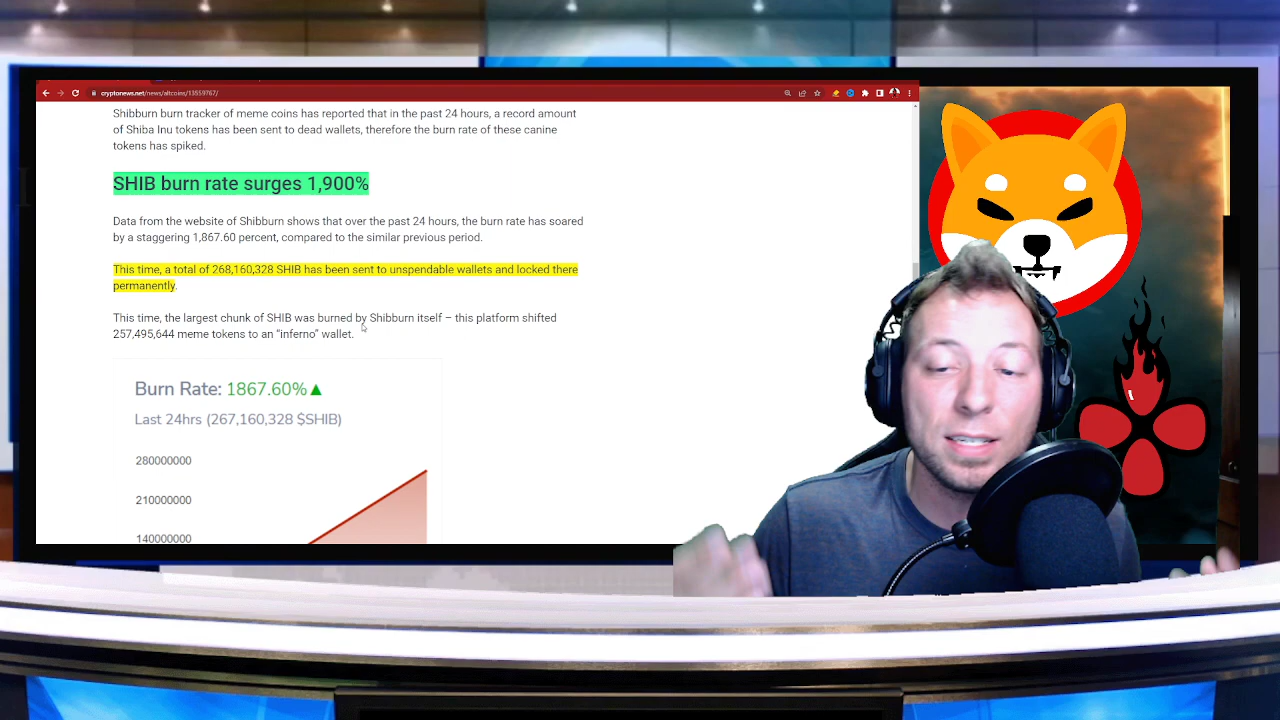 cryptonews.net/news/altcoins/13559767/
Shibburn burn tracker of meme coins has reported that in the past 24 hours, a record amount
of Shiba Inu tokens has been sent to dead wallets, therefore the burn rate of these canine
tokens has spiked.
SHIB burn rate surges 1,900%
Data from the website of Shibburn shows that over the past 24 hours, the burn rate has soared
by a staggering 1,867.60 percent, compared to the similar previous period.
This time, a total of 268,160,328 SHIB has been sent to unspendable wallets and locked there
permanently.
This time, the largest chunk of SHIB was burned by Shibburn itself – this platform shifted
257,495,644 meme tokens to an “inferno” wallet.
Burn Rate: 1867.60%▲
Last 24hrs (267,160,328 $SHIB)
280000000
210000000
140000000